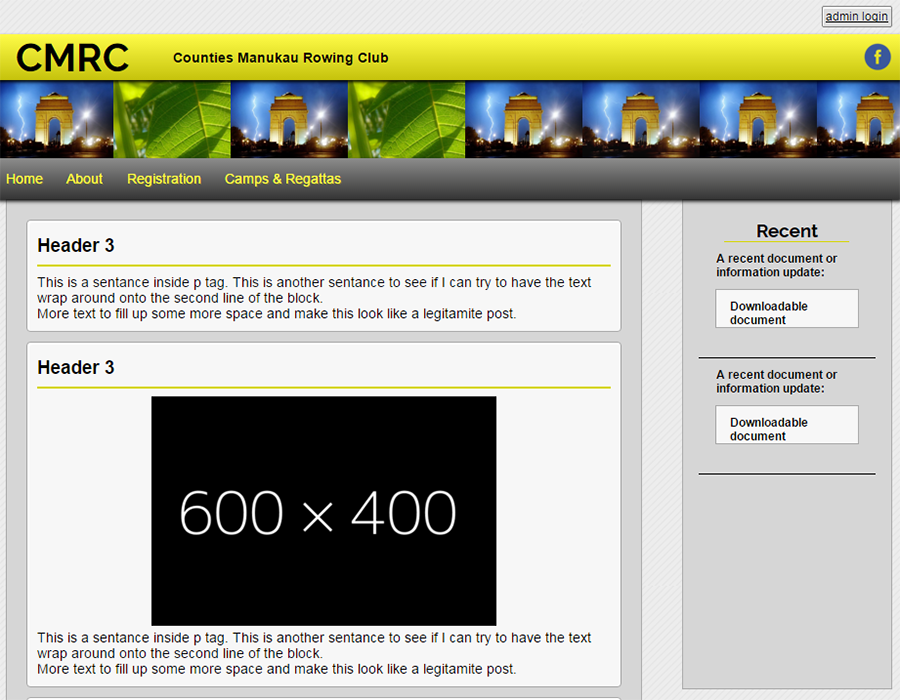 admin login
CMRC
Counties Manukau Rowing Club
f
Home About Registration Camps & Regattas
Header 3
This is a sentance inside p tag. This is another sentance to see if I can try to have the text
wrap around onto the second line of the block.
More text to fill up some more space and make this look like a legitamite post.
Header 3
600 × 400
This is a sentance inside p tag. This is another sentance to see if I can try to have the text
wrap around onto the second line of the block.
More text to fill up some more space and make this look like a legitamite post.
Recent
A recent document or
information update:
Downloadable
document
A recent document or
information update:
Downloadable
document